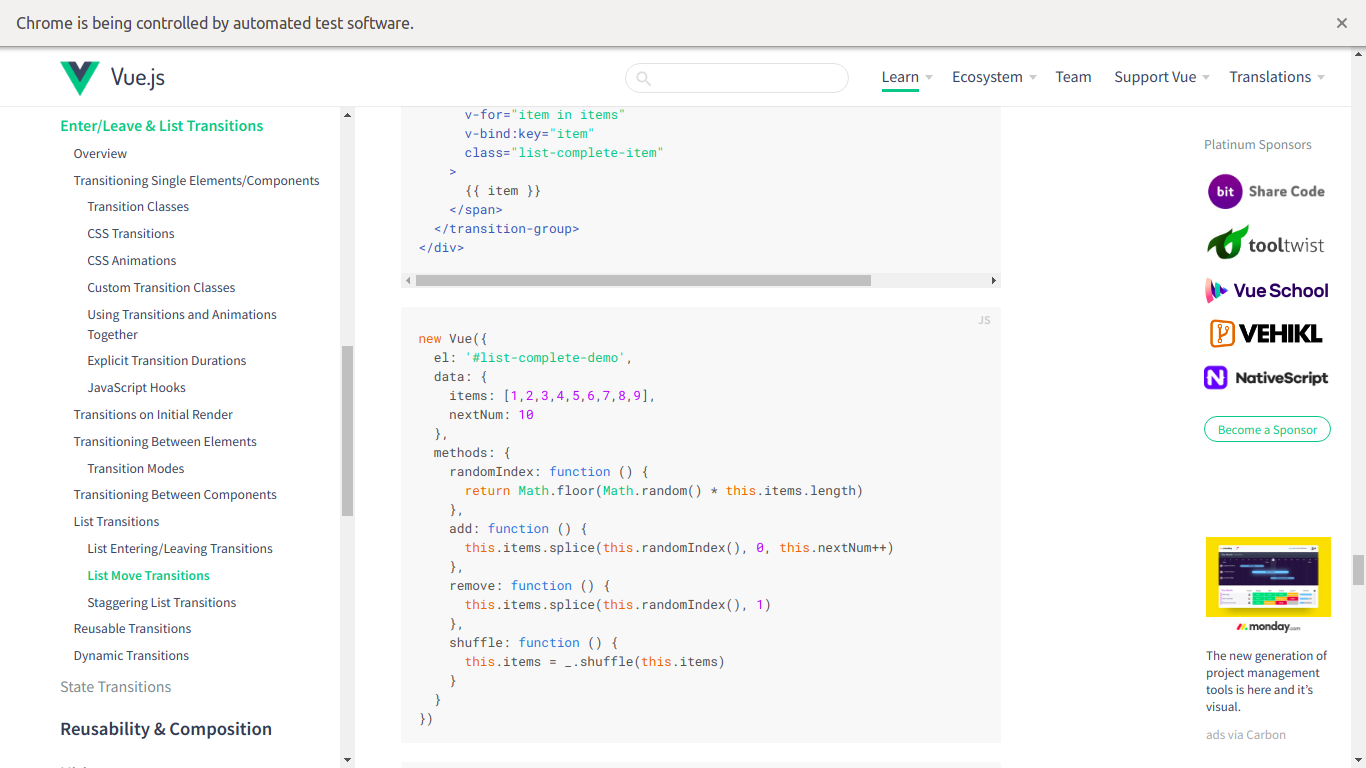 Chrome is being controlled by automated test software.
Vue.js
Learn
Ecosystem
Team
Support Vue
Translations
Enter/Leave & List Transitions
Overview
Transitioning Single Elements/Components
Transition Classes
CSS Transitions
CSS Animations
Custom Transition Classes
Using Transitions and Animations
Together
Explicit Transition Durations
JavaScript Hooks
Transitions on Initial Render
Transitioning Between Elements
Transition Modes
Transitioning Between Components
List Transitions
List Entering/Leaving Transitions
List Move Transitions
Staggering List Transitions
Reusable Transitions
Dynamic Transitions
State Transitions
Reusability & Composition
v-for="item in items"
v-bind:key="item"
class="list-complete-item"
>
{{ item }}
</span>
</transition-group>
</div>
JS
new Vue({
el: '#list-complete-demo',
data: {
items: [1,2,3,4,5,6,7,8,9],
nextNum: 10
},
methods: {
randomIndex: function () {
return Math.floor(Math.random() * this.items.length)
},
add: function () {
this.items.splice(this.randomIndex(), 0, this.nextNum++)
},
remove: function () {
this.items.splice(this.randomIndex(), 1)
},
shuffle: function () {
this.items = _.shuffle(this.items)
}
}
})
Platinum Sponsors
bit Share Code
tooltwist
Vue School
VEHIKL
NativeScript
Become a Sponsor
monday.com
The new generation of
project management
tools is here and it's
visual.
ads via Carbon